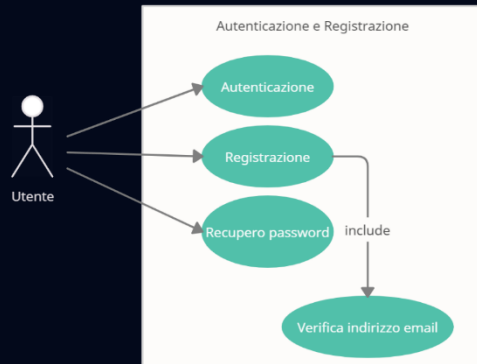 Autenticazione e Registrazione
Autenticazione
Registrazione
Utente
Recupero password
include
Verifica indirizzo email